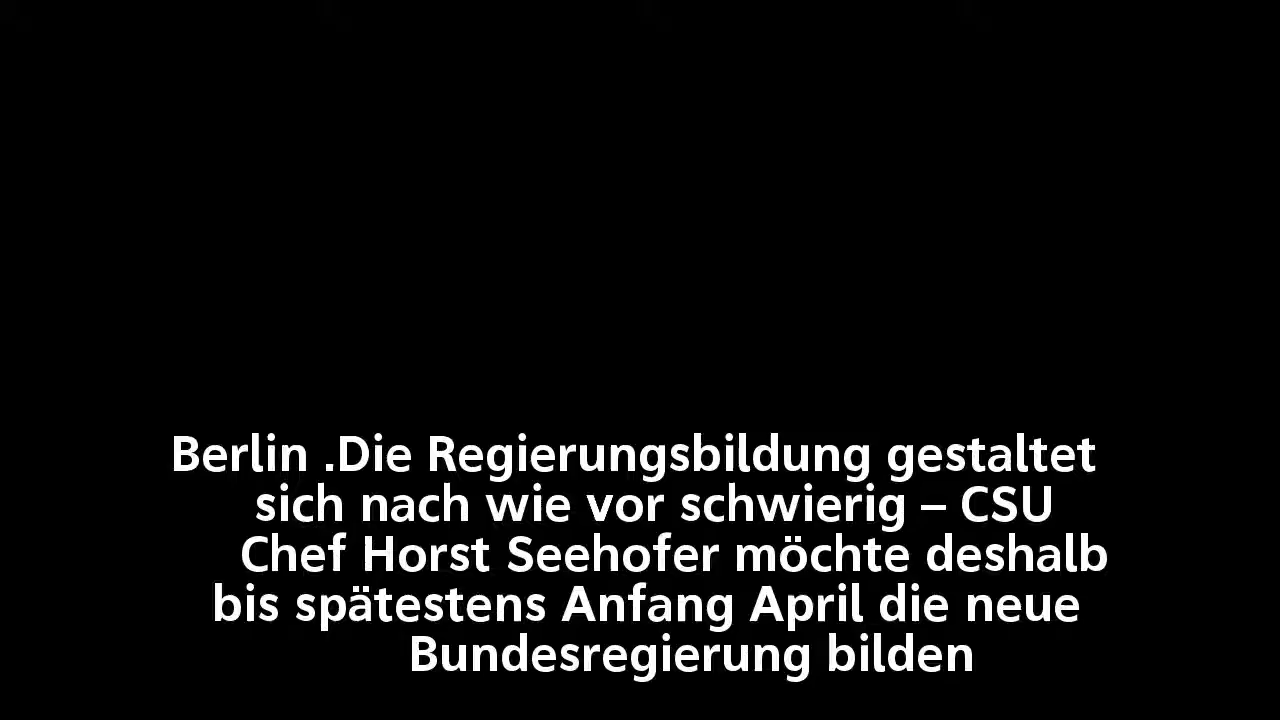 Berlin .Die Regierungsbildung gestaltet
sich nach wie vor schwierig – CSU
Chef Horst Seehofer möchte deshalb
bis spätestens Anfang April die neue
Bundesregierung bilden